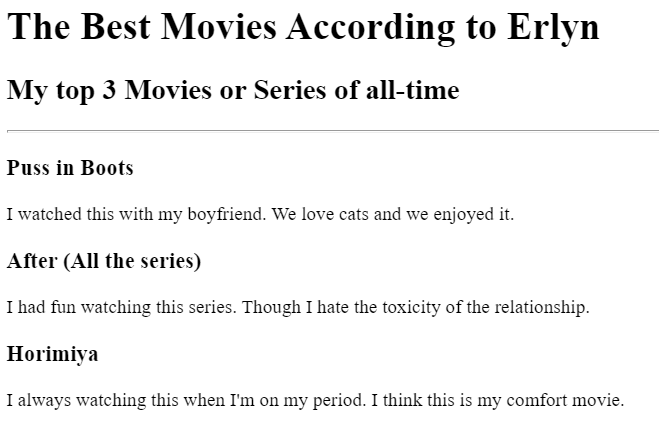 The Best Movies According to Erlyn
My top 3 Movies or Series of all-time
Puss in Boots
I watched this with my boyfriend. We love cats and we enjoyed it.
After (All the series)
I had fun watching this series. Though I hate the toxicity of the relationship.
Horimiya
I always watching this when I'm on my period. I think this is my comfort movie.